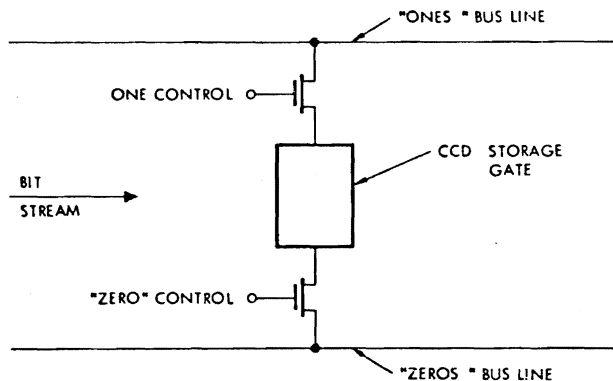 "ONES " BUS LINE
ONE CONTROL
CCD STORAGE
GATE
BIT
STREAM
"ZERO" CONTROL
"ZEROS " BUS LINE